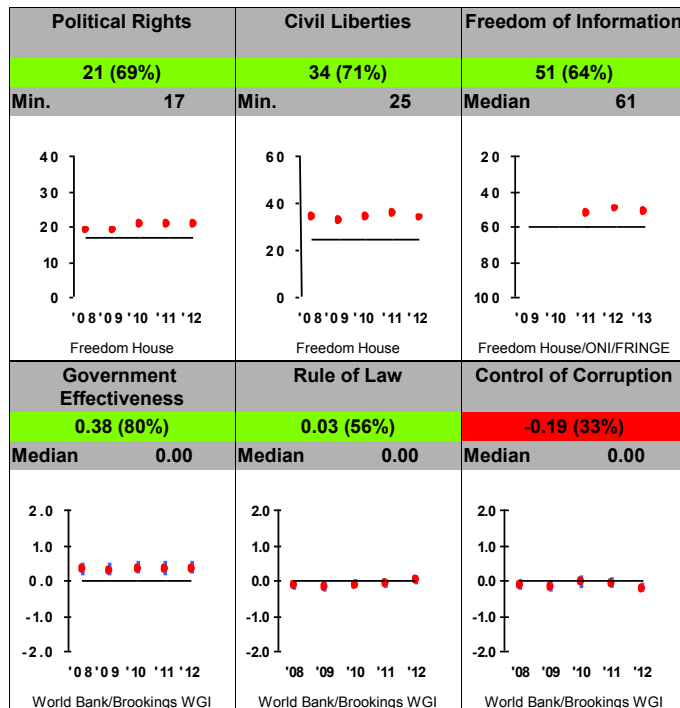 Political Rights
21 (69%)
Min. 17
40
30
20
10
0
'08 '09 '10 '11 '12
Freedom House
Civil Liberties
34 (71%)
Min. 25
60
40
20
0
'08 '09 '10 '11 '12
Freedom House
Freedom of Information
51 (64%)
Median 61
20
40
60
80
100
'09 '10 '11 '12 '13
Freedom House/ONI/FRINGE
Government
Effectiveness
0.38 (80%)
Median 0.00
2.0
1.0
0.0
-1.0
-2.0
'08 '09 '10 '11 '12
World Bank/Brookings WGI
Rule of Law
0.03 (56%)
Median 0.00
2.0
1.0
0.0
-1.0
-2.0
'08 '09 '10 '11 '12
World Bank/Brookings WGI
Control of Corruption
-0.19 (33%)
Median 0.00
2.0
1.0
0.0
-1.0
-2.0
'08 '09 '10 '11 '12
World Bank/Brookings WGI